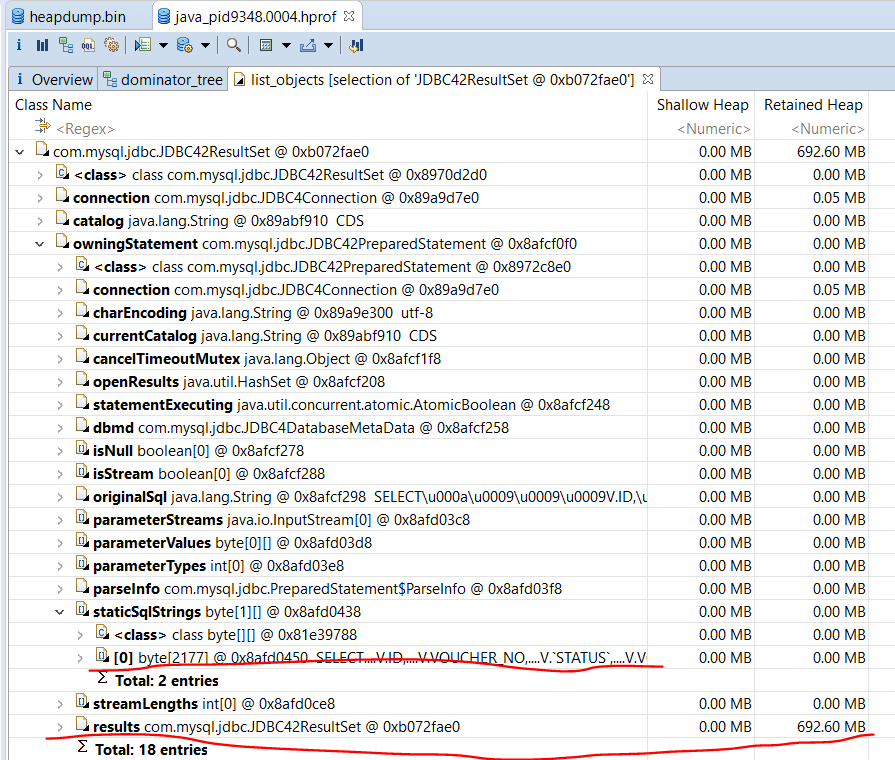 heapdump.bin java_pid9348.0004.hprof
i OQL
i Overview dominator_tree list_objects [selection of 'JDBC42ResultSet @ 0xb072fae0']
Class Name Shallow Heap Retained Heap
<Regex> <Numeric> <Numeric>
com.mysql.jdbc.JDBC42ResultSet @ 0xb072fae0 0.00 MB 692.60 MB
<class> class com.mysql.jdbc.JDBC42ResultSet @ 0x8970d2d0 0.00 MB 0.00 MB
connection com.mysql.jdbc.JDBC4Connection @ 0x89a9d7e0 0.00 MB 0.05 MB
catalog java.lang.String @ 0x89abf910 CDS 0.00 MB 0.00 MB
owningStatement com.mysql.jdbc.JDBC42PreparedStatement @ 0x8afcf0f0 0.00 MB 0.00 MB
<class> class com.mysql.jdbc.JDBC42PreparedStatement @ 0x8972c8e0 0.00 MB 0.00 MB
connection com.mysql.jdbc.JDBC4Connection @ 0x89a9d7e0 0.00 MB 0.05 MB
charEncoding java.lang.String @ 0x89a9e300 utf-8 0.00 MB 0.00 MB
currentCatalog java.lang.String @ 0x89abf910 CDS 0.00 MB 0.00 MB
cancelTimeoutMutex java.lang.Object @ 0x8afcf1f8 0.00 MB 0.00 MB
openResults java.util.HashSet @ 0x8afcf208 0.00 MB 0.00 MB
statementExecuting java.util.concurrent.atomic.AtomicBoolean @ 0x8afcf248 0.00 MB 0.00 MB
dbmd com.mysql.jdbc.JDBC4DatabaseMetaData @ 0x8afcf258 0.00 MB 0.00 MB
isNull boolean[0] @ 0x8afcf278 0.00 MB 0.00 MB
isStream boolean[0] @ 0x8afcf288 0.00 MB 0.00 MB
originalSql java.lang.String @ 0x8afcf298 SELECT\u000a\u0009\u0009\u0009V.ID,\u 0.00 MB 0.00 MB
parameterStreams java.io.InputStream[0] @ 0x8afd03c8 0.00 MB 0.00 MB
parameterValues byte[0][] @ 0x8afd03d8 0.00 MB 0.00 MB
parameterTypes int[0] @ 0x8afd03e8 0.00 MB 0.00 MB
parseInfo com.mysql.jdbc.PreparedStatement$ParseInfo @ 0x8afd03f8 0.00 MB 0.00 MB
staticSqlStrings byte[1][] @ 0x8afd0438 0.00 MB 0.00 MB
<class> class byte[][] @ 0x81e39788 0.00 MB 0.00 MB
[0] byte[2177] @ 0x8afd0450 SELECT....V.ID,....V.VOUCHER_NO,....V.`STATUS`,....V.V 0.00 MB 0.00 MB
Σ Total: 2 entries
streamLengths int[0] @ 0x8afd0ce8 0.00 MB 0.00 MB
results com.mysql.jdbc.JDBC42ResultSet @ 0xb072fae0 0.00 MB 692.60 MB
Σ Total: 18 entries